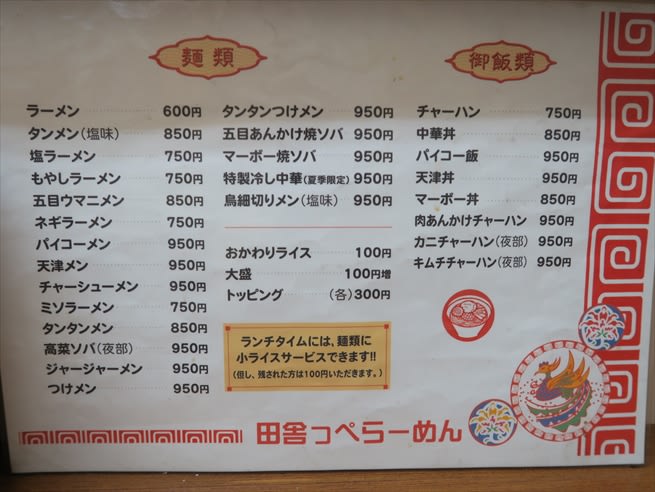 麺類
ラーメン 600円
タンメン(塩味) 850円
塩ラーメン 750円
もやしラーメン 750円
五目ウマニメン 850円
ネギラーメン 750円
パイコーメン 950円
天津メン 950円
チャーシューメン 950円
ミソラーメン 750円
タンタンメン 850円
高菜ソバ(夜部) 950円
ジャージャーメン 950円
つけメン 950円
タンタンつけメン 950円
五目あんかけ焼ソバ 950円
マーボー焼ソバ 950円
特製冷し中華(夏季限定) 950円
鳥細切りメン(塩味) 950円
おかわりライス 100円
大盛 100円増
トッピング (各)300円
ランチタイムには、麺類に
小ライスサービスできます!!
(但し、残された方は100円いただきます。)
御飯類
チャーハン 750円
中華丼 850円
パイコー飯 950円
天津丼 950円
マーボー丼 850円
肉あんかけチャーハン 950円
カニチャーハン(夜部) 950円
キムチチャーハン(夜部) 950円
田舎っぺらーめん